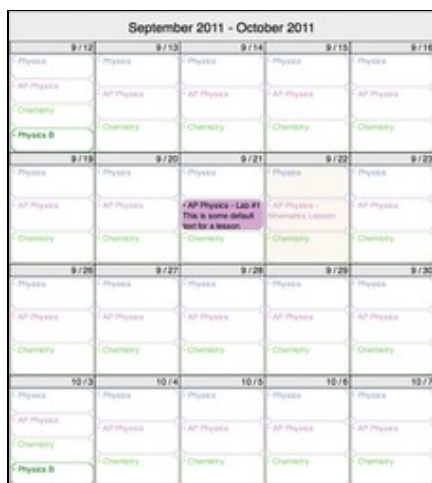 September 2011 - October 2011
9/12 9/13 9/14 9/15 9/16
Physics Physics Physics Physics Physics
AP Physics AP Physics AP Physics AP Physics AP Physics
Chemistry Chemistry Chemistry Chemistry Chemistry
Physics B
9/19 9/20 9/21 9/22 9/23
Physics Physics Physics Physics Physics
AP Physics AP Physics • AP Physics - Lab #1 AP Physics - AP Physics
This is some default Kinematics Lesson
text for a lesson
Chemistry Chemistry Chemistry Chemistry Chemistry
9/26 9/27 9/28 9/29 9/30
Physics Physics Physics Physics Physics
AP Physics AP Physics AP Physics AP Physics AP Physics
Chemistry Chemistry Chemistry Chemistry Chemistry
10/3 10/4 10/5 10/6 10/7
Physics Physics Physics Physics Physics
AP Physics AP Physics AP Physics AP Physics AP Physics
Chemistry Chemistry Chemistry Chemistry Chemistry
Physics B